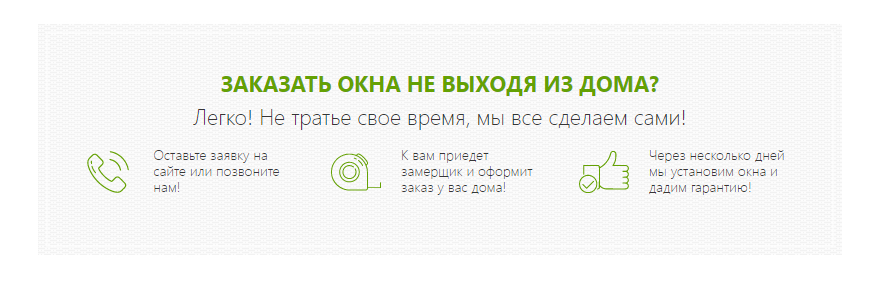 ЗАКАЗАТЬ ОКНА НЕ ВЫХОДЯ ИЗ ДОМА?
Легко! Не тратье свое время, мы все сделаем сами!
Оставьте заявку на
сайте или позвоните
нам!
К вам приедет
замерщик и оформит
заказ у вас дома!
Через несколько дней
мы установим окна и
дадим гарантию!